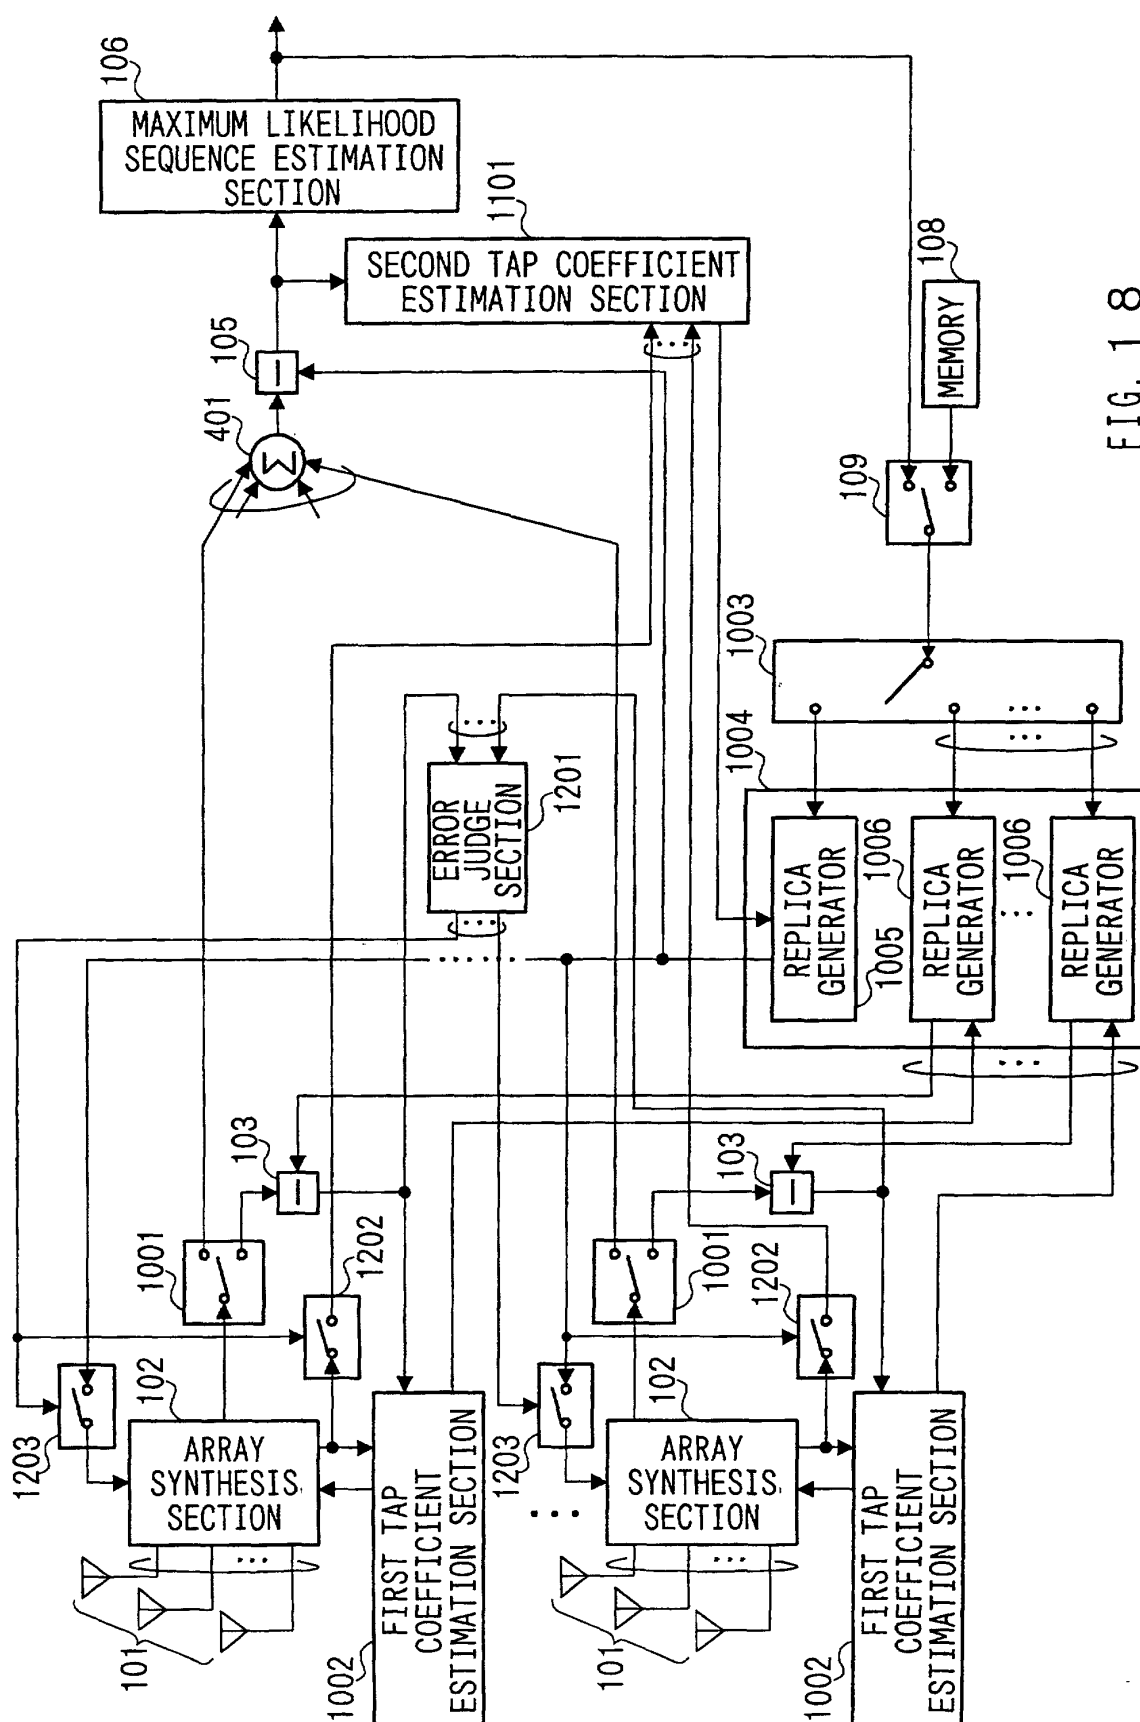 106
MAXIMUM LIKELIHOOD
SEQUENCE ESTIMATION
SECTION
1101
SECOND TAP COEFFICIENT
ESTIMATION SECTION
105
401
Σ
108
MEMORY
109
FIG. 18
1003
1004
REPLICA
GENERATOR
1005
REPLICA
GENERATOR
1006
REPLICA
GENERATOR
1006
ERROR
JUDGE
SECTION
1201
103
103
1001
1202
1001
1202
1203
102
ARRAY
SYNTHESIS
SECTION
1203
102
ARRAY
SYNTHESIS
SECTION
101
101
1002
FIRST TAP
COEFFICIENT
ESTIMATION SECTION
1002
FIRST TAP
COEFFICIENT
ESTIMATION SECTION